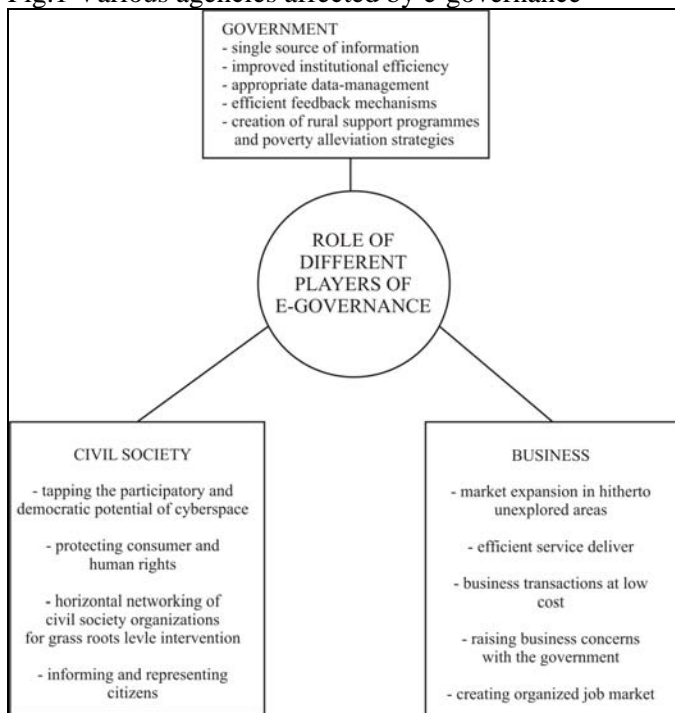 Fig.1 Various agencies affected by e-governance
GOVERNMENT
- single source of information
- improved institutional efficiency
- appropriate data-management
- efficient feedback mechanisms
- creation of rural support programmes
and poverty alleviation strategies
ROLE OF
DIFFERENT
PLAYERS OF
E-GOVERNANCE
CIVIL SOCIETY
- tapping the participatory and
democratic potential of cyberspace
- protecting consumer and
human rights
- horizontal networking of
civil society organizations
for grass roots levle intervention
- informing and representing
citizens
BUSINESS
- market expansion in hitherto
unexplored areas
- efficient service deliver
- business transactions at low
cost
- raising business concerns
with the government
- creating organized job market